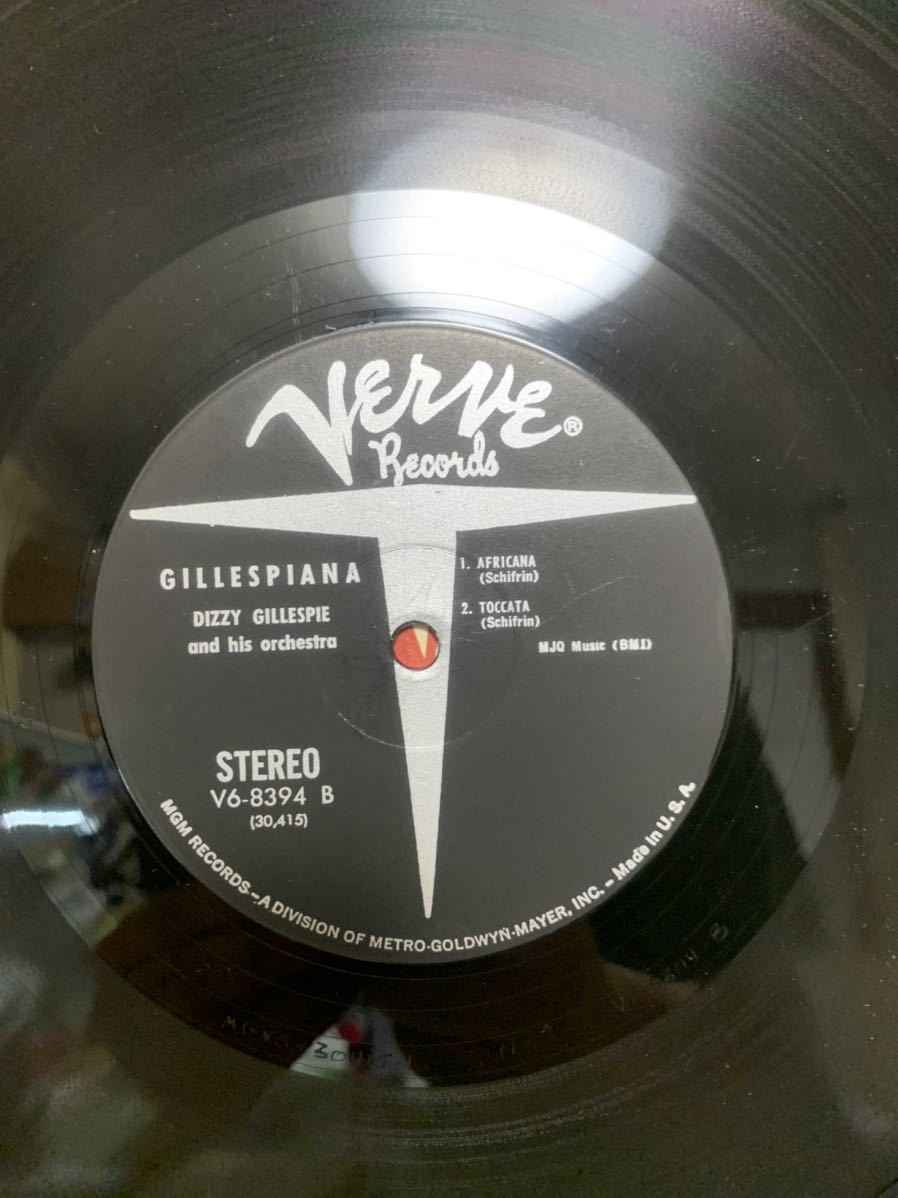 Verve®
Records
GILLESPIANA
DIZZY GILLESPIE
and his orchestra
1. AFRICANA
(Schifrin)
2. TOCCATA
(Schifrin)
MJQ Music (BMI)
STEREO
V6-8394 B
(30,415)
MGM RECORDS—A DIVISION OF METRO-GOLDWYN-MAYER, INC. - Made in U. S. A.
30415